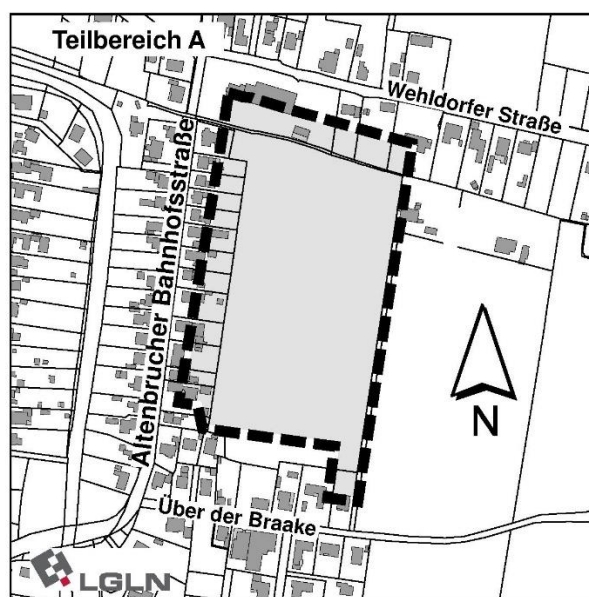 Teilbereich A
Wehldorfer Straße
Altenbrucher Bahnhofsstraße
N
Über der Braake
LGLN